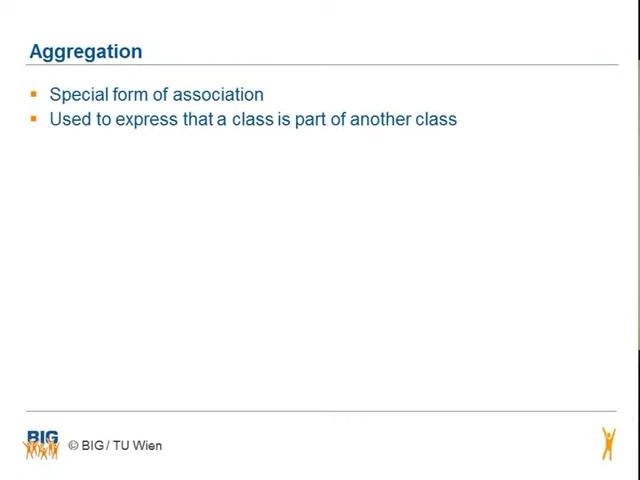 Aggregation
Special form of association
Used to express that a class is part of another class
BIG
© BIG / TU Wien